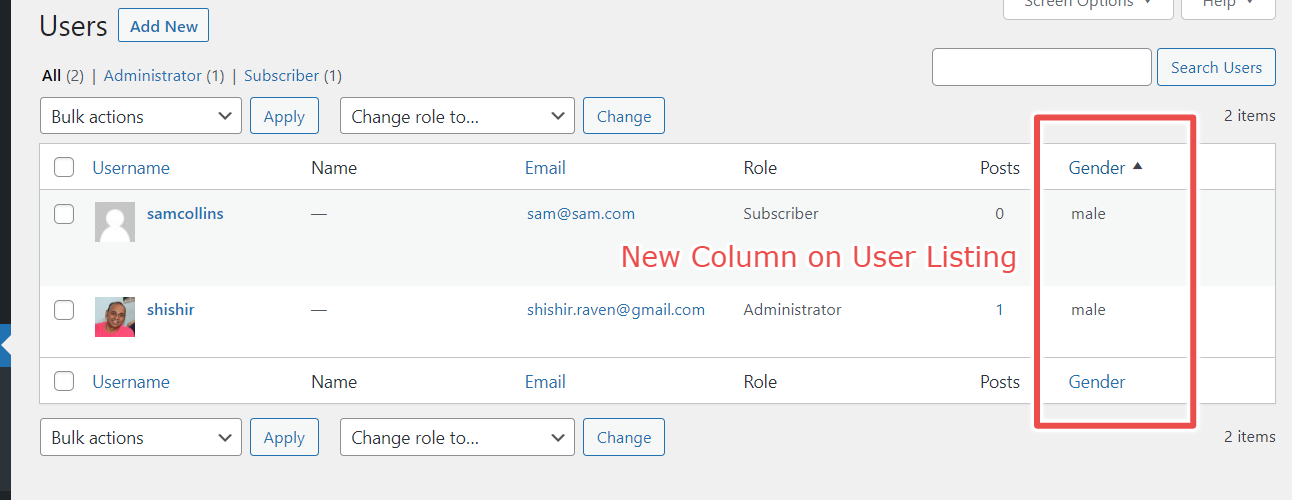 Screen Options Help
Users Add New
All (2) | Administrator (1) | Subscriber (1)
Search Users
Bulk actions Apply Change role to... Change 2 items
Username Name Email Role Posts Gender
samcollins — sam@sam.com Subscriber 0 male
New Column on User Listing
shishir — shishir.raven@gmail.com Administrator 1 male
Username Name Email Role Posts Gender
Bulk actions Apply Change role to... Change 2 items